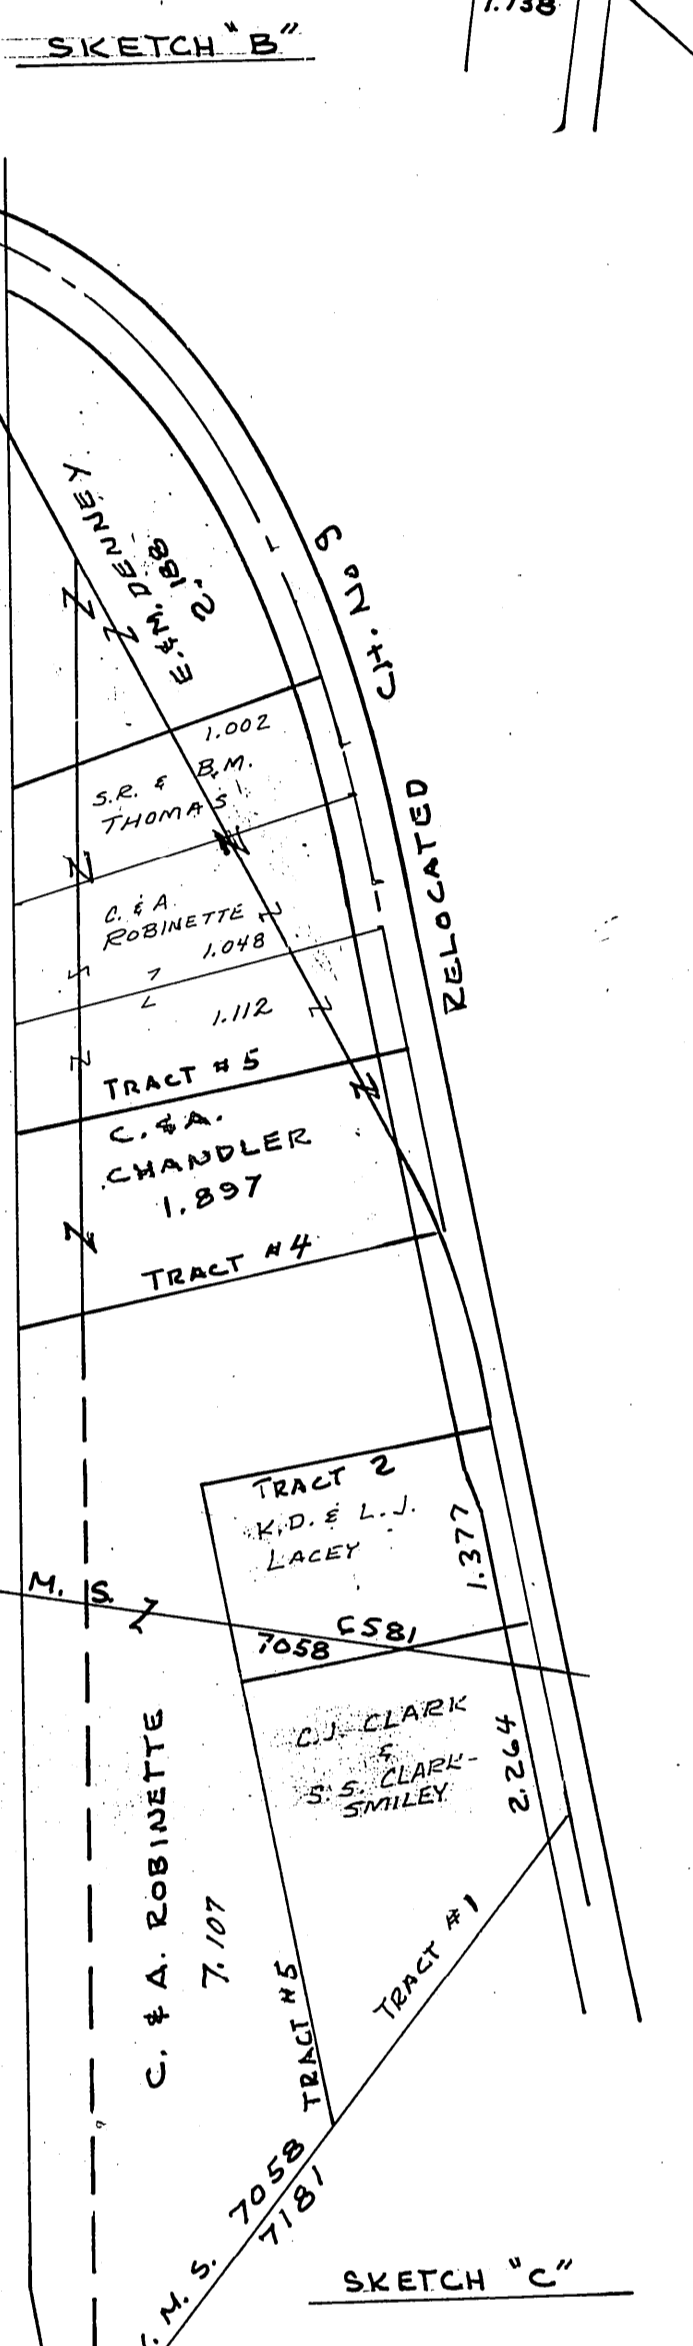 1.738
SKETCH "B"
E. & M. DENNEY
2.188
CH. NO 9
RELOCATED
1.002
S.R. & B.M.
THOMAS
C. & A.
ROBINETTE
1.048
1.112
TRACT # 5
C. & A.
CHANDLER
1.897
TRACT # 4
TRACT 2
K.D. & L.J.
LACEY
1.377
M. S.
6581
7058
C.J. CLARK
&
S.S. CLARK-
SMILEY
2.264
C. & A. ROBINETTE
7.107
TRACT #5
TRACT #1
M. S. 7058
7181
SKETCH "C"